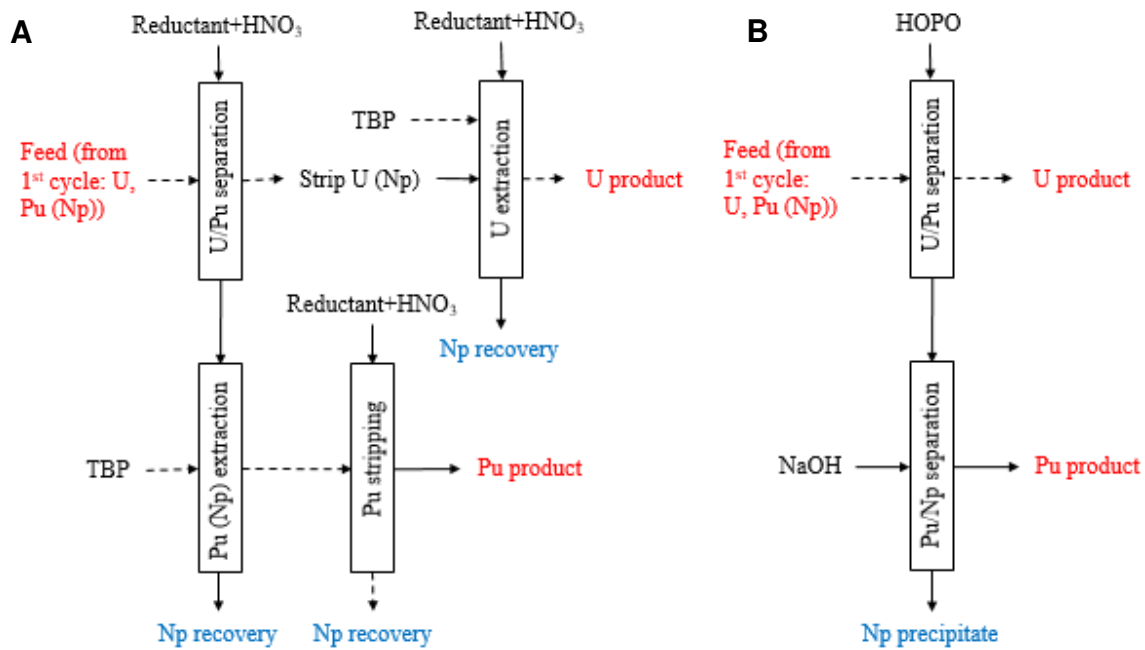 A
Reductant+HNO₃
Reductant+HNO₃
TBP
Feed (from
1ˢᵗ cycle: U,
Pu (Np))
U/Pu separation
Strip U (Np)
U extraction
U product
Np recovery
Reductant+HNO₃
TBP
Pu (Np) extraction
Pu stripping
Pu product
Np recovery
Np recovery
B
HOPO
Feed (from
1ˢᵗ cycle:
U, Pu (Np))
U/Pu separation
U product
NaOH
Pu/Np separation
Pu product
Np precipitate